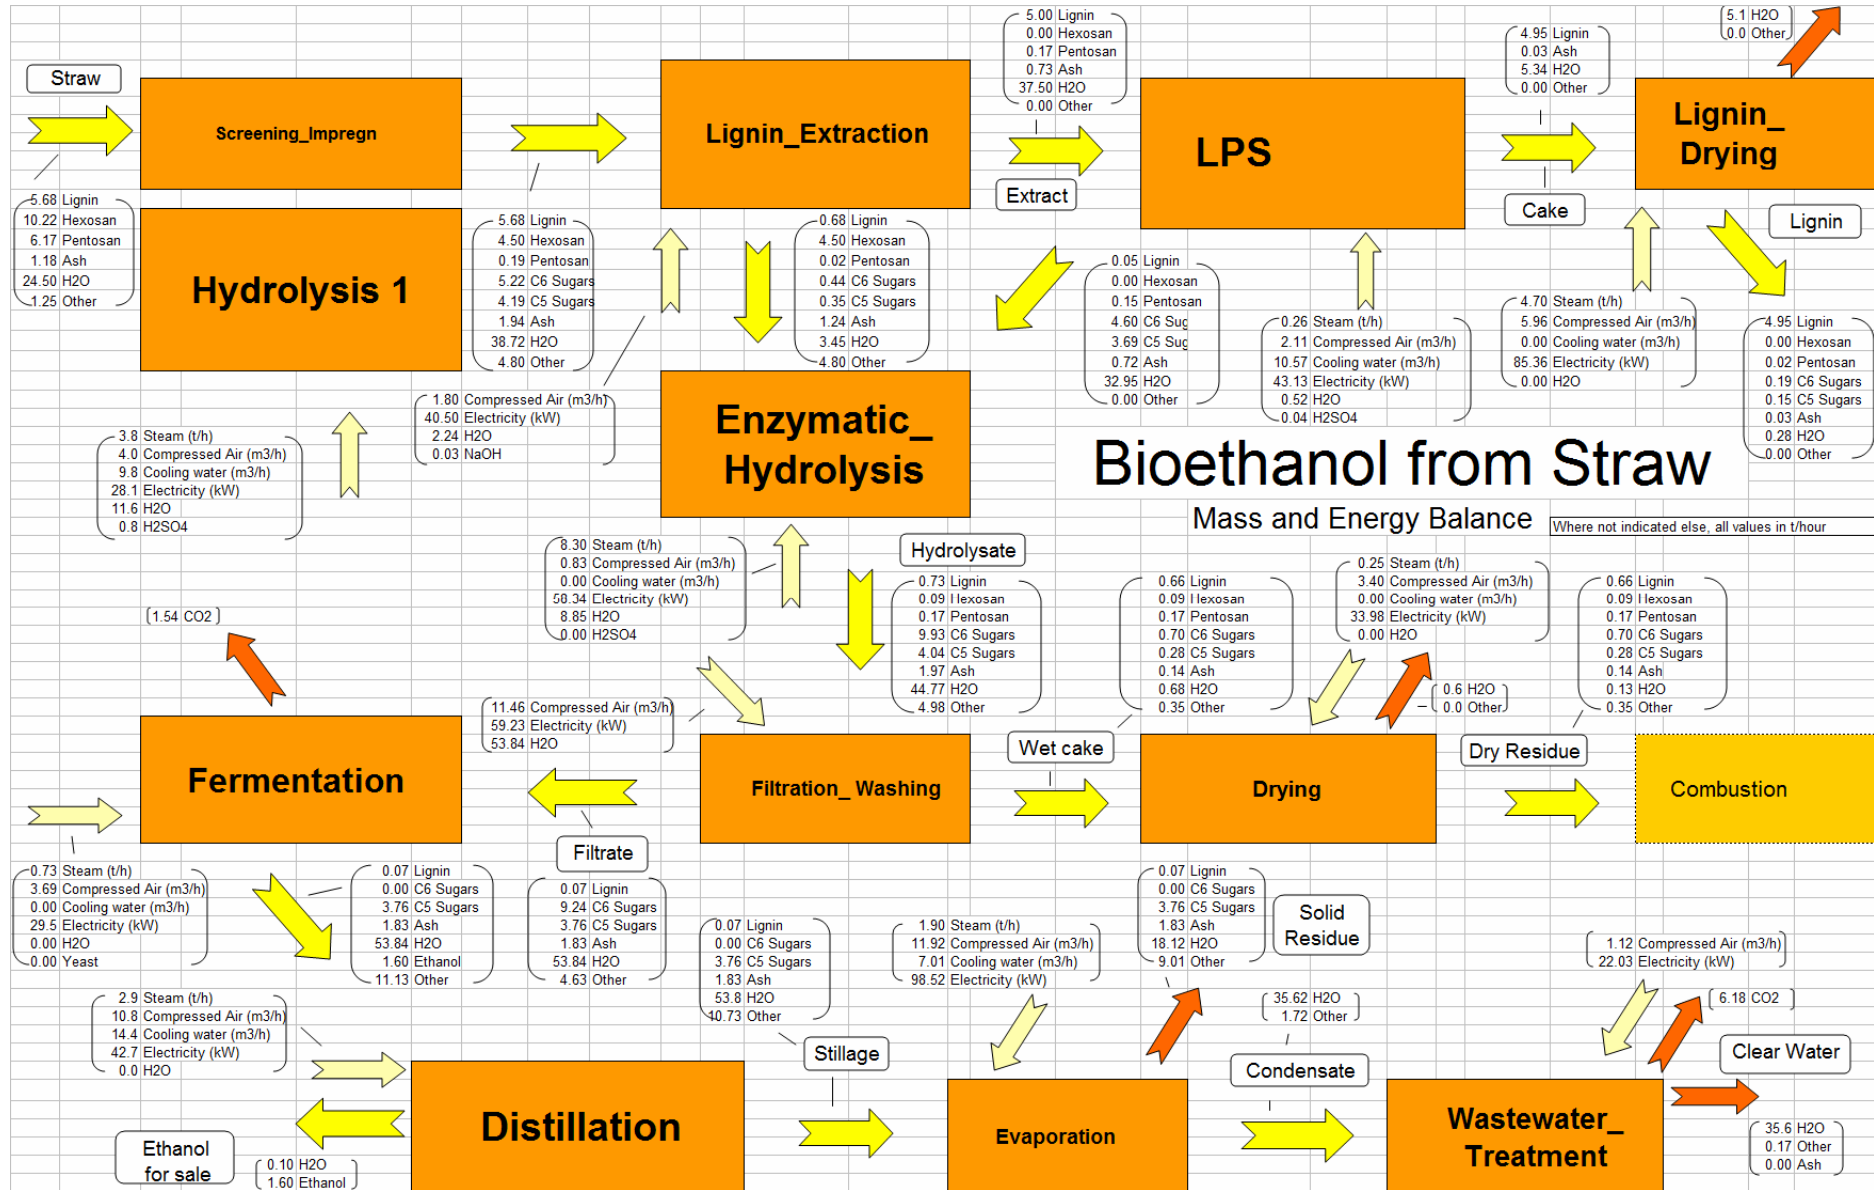 Straw
5.68 Lignin
10.22 Hexosan
6.17 Pentosan
1.18 Ash
24.50 H2O
1.25 Other
Screening_Impregn
Hydrolysis 1
3.8 Steam (t/h)
4.0 Compressed Air (m3/h)
9.8 Cooling water (m3/h)
28.1 Electricity (kW)
11.6 H2O
0.8 H2SO4
5.68 Lignin
4.50 Hexosan
0.19 Pentosan
5.22 C6 Sugars
4.19 C5 Sugars
1.94 Ash
38.72 H2O
4.80 Other
Lignin_Extraction
1.80 Compressed Air (m3/h)
40.50 Electricity (kW)
2.24 H2O
0.03 NaOH
0.68 Lignin
4.50 Hexosan
0.02 Pentosan
0.44 C6 Sugars
0.35 C5 Sugars
1.24 Ash
3.45 H2O
4.80 Other
5.00 Lignin
0.00 Hexosan
0.17 Pentosan
0.73 Ash
37.50 H2O
0.00 Other
Extract
LPS
0.05 Lignin
0.00 Hexosan
0.15 Pentosan
4.60 C6 Sug
3.69 C5 Sug
0.72 Ash
32.95 H2O
0.00 Other
0.26 Steam (t/h)
2.11 Compressed Air (m3/h)
10.57 Cooling water (m3/h)
43.13 Electricity (kW)
0.52 H2O
0.04 H2SO4
4.95 Lignin
0.03 Ash
5.34 H2O
0.00 Other
Cake
5.1 H2O
0.0 Other
Lignin_
Drying
Lignin
4.70 Steam (t/h)
5.96 Compressed Air (m3/h)
0.00 Cooling water (m3/h)
85.36 Electricity (kW)
0.00 H2O
4.95 Lignin
0.00 Hexosan
0.02 Pentosan
0.19 C6 Sugars
0.15 C5 Sugars
0.03 Ash
0.28 H2O
0.00 Other
Enzymatic_
Hydrolysis
Bioethanol from Straw
Mass and Energy Balance
Where not indicated else, all values in t/hour
8.30 Steam (t/h)
0.83 Compressed Air (m3/h)
0.00 Cooling water (m3/h)
58.34 Electricity (kW)
8.85 H2O
0.00 H2SO4
Hydrolysate
0.73 Lignin
0.09 Hexosan
0.17 Pentosan
9.93 C6 Sugars
4.04 C5 Sugars
1.97 Ash
44.77 H2O
4.98 Other
0.66 Lignin
0.09 Hexosan
0.17 Pentosan
0.70 C6 Sugars
0.28 C5 Sugars
0.14 Ash
0.68 H2O
0.35 Other
0.25 Steam (t/h)
3.40 Compressed Air (m3/h)
0.00 Cooling water (m3/h)
33.98 Electricity (kW)
0.00 H2O
0.6 H2O
0.0 Other
0.66 Lignin
0.09 Hexosan
0.17 Pentosan
0.70 C6 Sugars
0.28 C5 Sugars
0.14 Ash
0.13 H2O
0.35 Other
1.54 CO2
11.46 Compressed Air (m3/h)
59.23 Electricity (kW)
53.84 H2O
Fermentation
Filtrate
Filtration_ Washing
Wet cake
Drying
Dry Residue
Combustion
0.73 Steam (t/h)
3.69 Compressed Air (m3/h)
0.00 Cooling water (m3/h)
29.5 Electricity (kW)
0.00 H2O
0.00 Yeast
0.07 Lignin
0.00 C6 Sugars
3.76 C5 Sugars
1.83 Ash
53.84 H2O
1.60 Ethanol
11.13 Other
0.07 Lignin
9.24 C6 Sugars
3.76 C5 Sugars
1.83 Ash
53.84 H2O
4.63 Other
0.07 Lignin
0.00 C6 Sugars
3.76 C5 Sugars
1.83 Ash
53.8 H2O
10.73 Other
1.90 Steam (t/h)
11.92 Compressed Air (m3/h)
7.01 Cooling water (m3/h)
98.52 Electricity (kW)
0.07 Lignin
0.00 C6 Sugars
3.76 C5 Sugars
1.83 Ash
18.12 H2O
9.01 Other
Solid
Residue
35.62 H2O
1.72 Other
1.12 Compressed Air (m3/h)
22.03 Electricity (kW)
6.18 CO2
Clear Water
2.9 Steam (t/h)
10.8 Compressed Air (m3/h)
14.4 Cooling water (m3/h)
42.7 Electricity (kW)
0.0 H2O
Distillation
Stillage
Evaporation
Condensate
Wastewater_
Treatment
Ethanol
for sale
0.10 H2O
1.60 Ethanol
35.6 H2O
0.17 Other
0.00 Ash